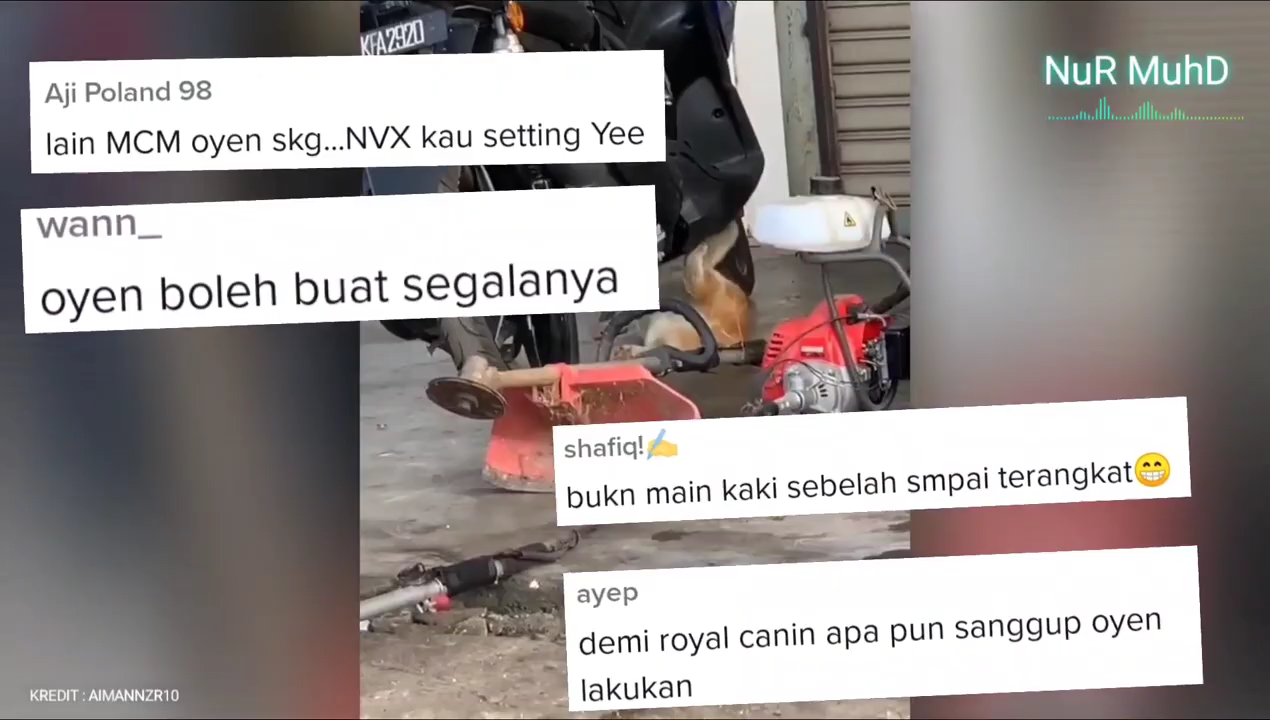 KFA2920
NuR MuhD
Aji Poland 98
lain MCM oyen skg...NVX kau setting Yee
wann_
oyen boleh buat segalanya
shafiq!✍
bukn main kaki sebelah smpai terangkat😁
ayep
demi royal canin apa pun sanggup oyen
lakukan
KREDIT : AIMANNZR10